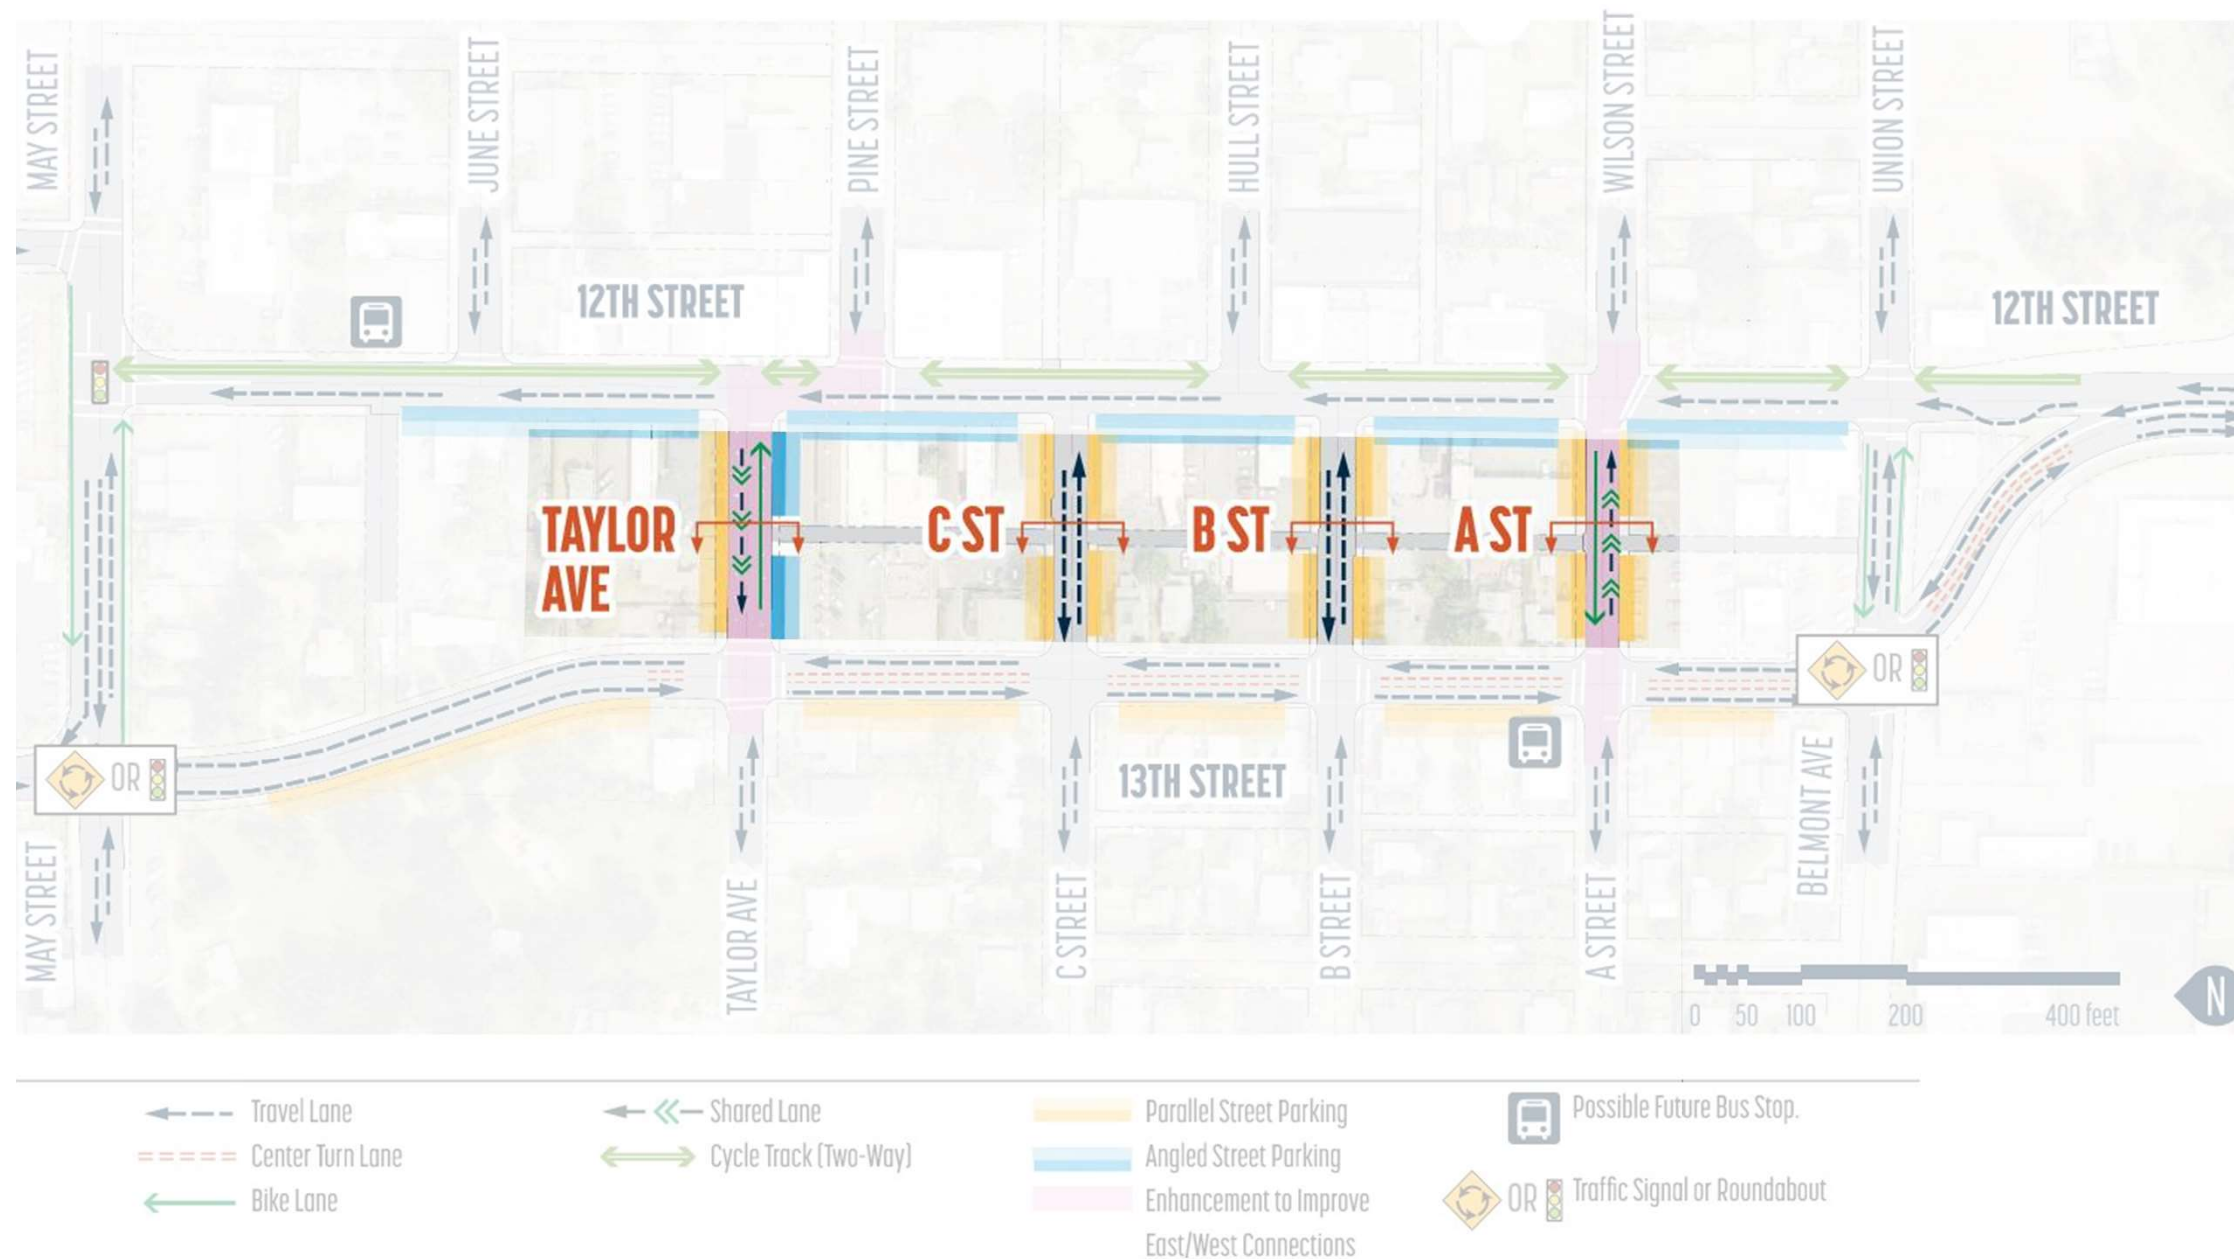 MAY STREET
JUNE STREET
PINE STREET
HULL STREET
WILSON STREET
UNION STREET
12TH STREET
12TH STREET
TAYLOR
AVE
C ST
B ST
A ST
OR
OR
13TH STREET
MAY STREET
TAYLOR AVE
C STREET
B STREET
A STREET
BELMONT AVE
0 50 100 200 400 feet
N
Travel Lane
Center Turn Lane
Bike Lane
Shared Lane
Cycle Track (Two-Way)
Parallel Street Parking
Angled Street Parking
Enhancement to Improve
East/West Connections
Possible Future Bus Stop.
OR Traffic Signal or Roundabout